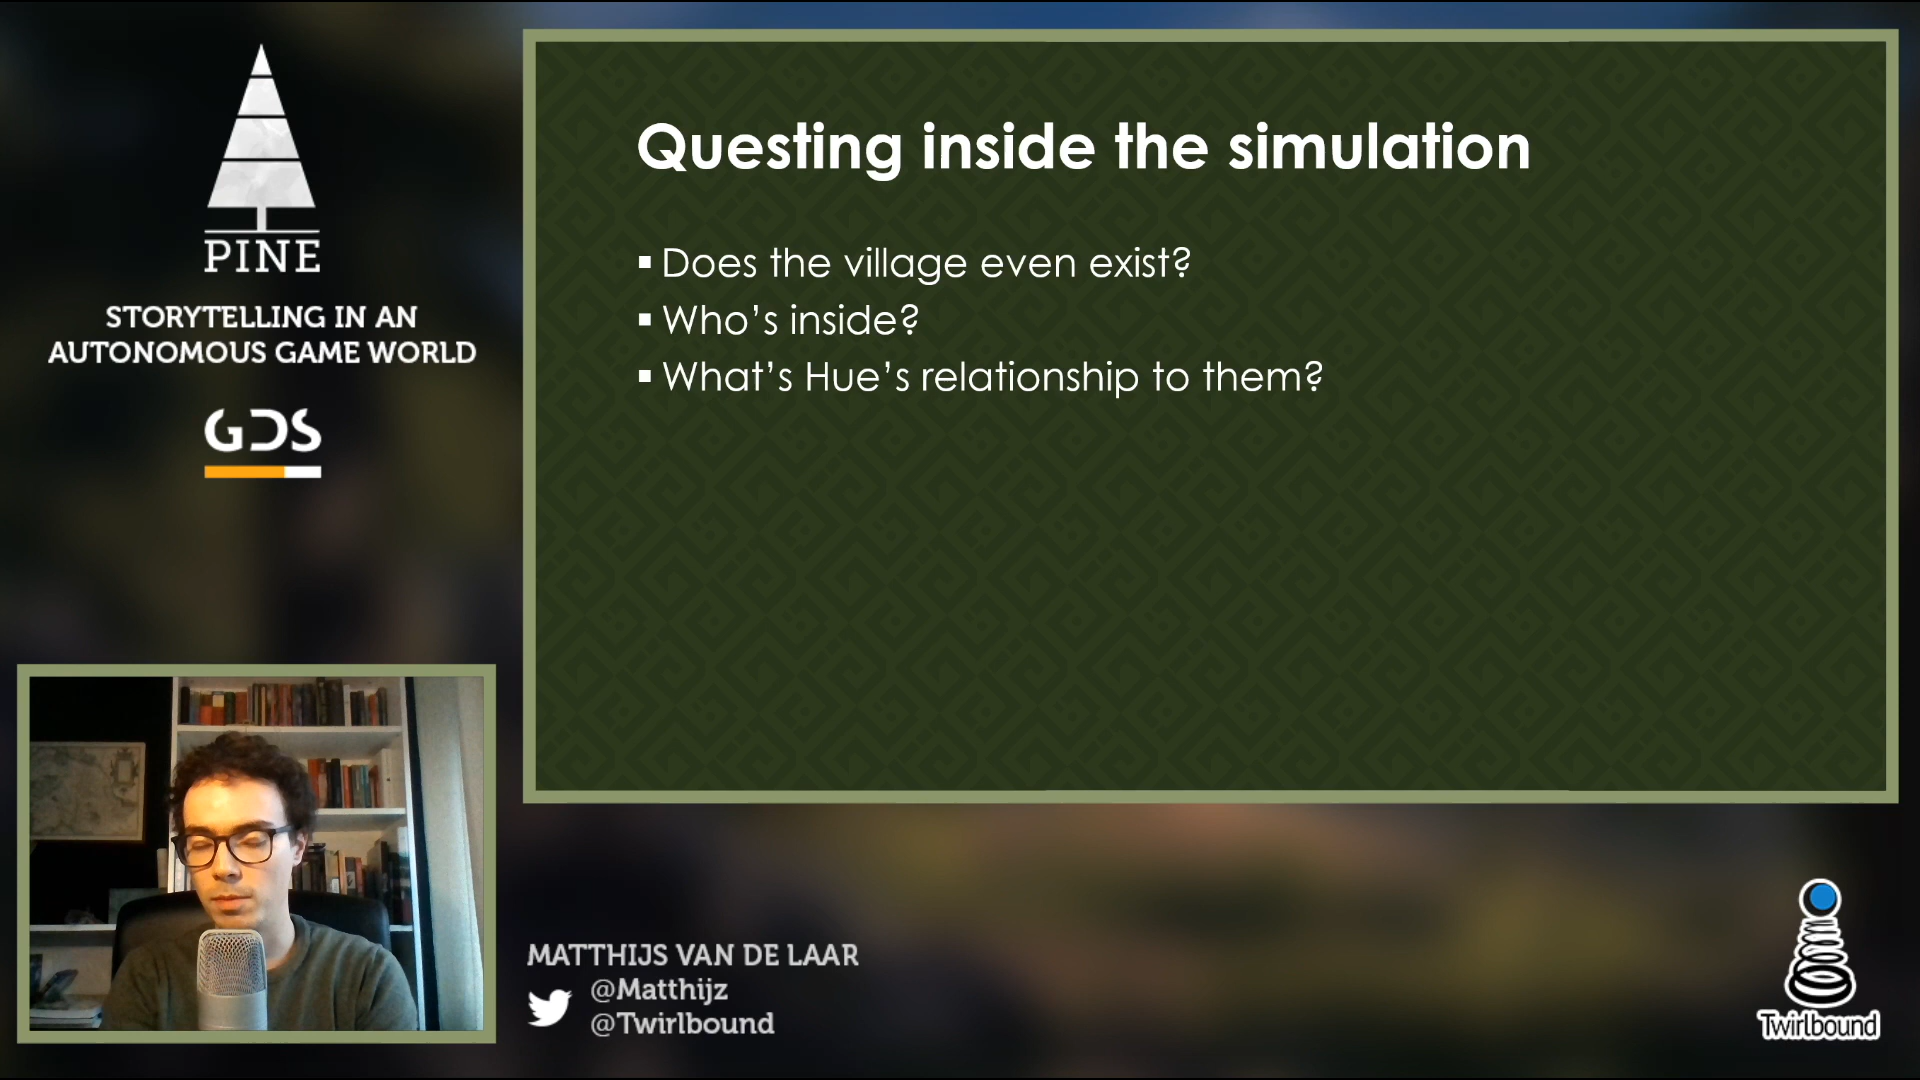 PINE
STORYTELLING IN AN
AUTONOMOUS GAME WORLD
GDS
Questing inside the simulation
▪ Does the village even exist?
▪ Who's inside?
▪ What's Hue's relationship to them?
MATTHIJS VAN DE LAAR
@Matthijz
@Twirlbound
Twirlbound